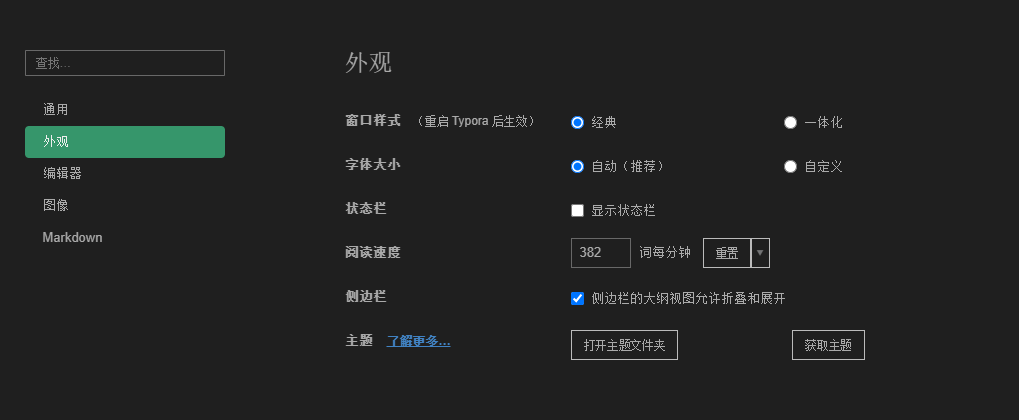 查找...
通用
外观
编辑器
图像
Markdown
外观
窗口样式 （重启 Typora 后生效） 经典 一体化
字体大小 自动（推荐） 自定义
状态栏 显示状态栏
阅读速度 382 词每分钟 重置
侧边栏 侧边栏的大纲视图允许折叠和展开
主题 了解更多... 打开主题文件夹 获取主题